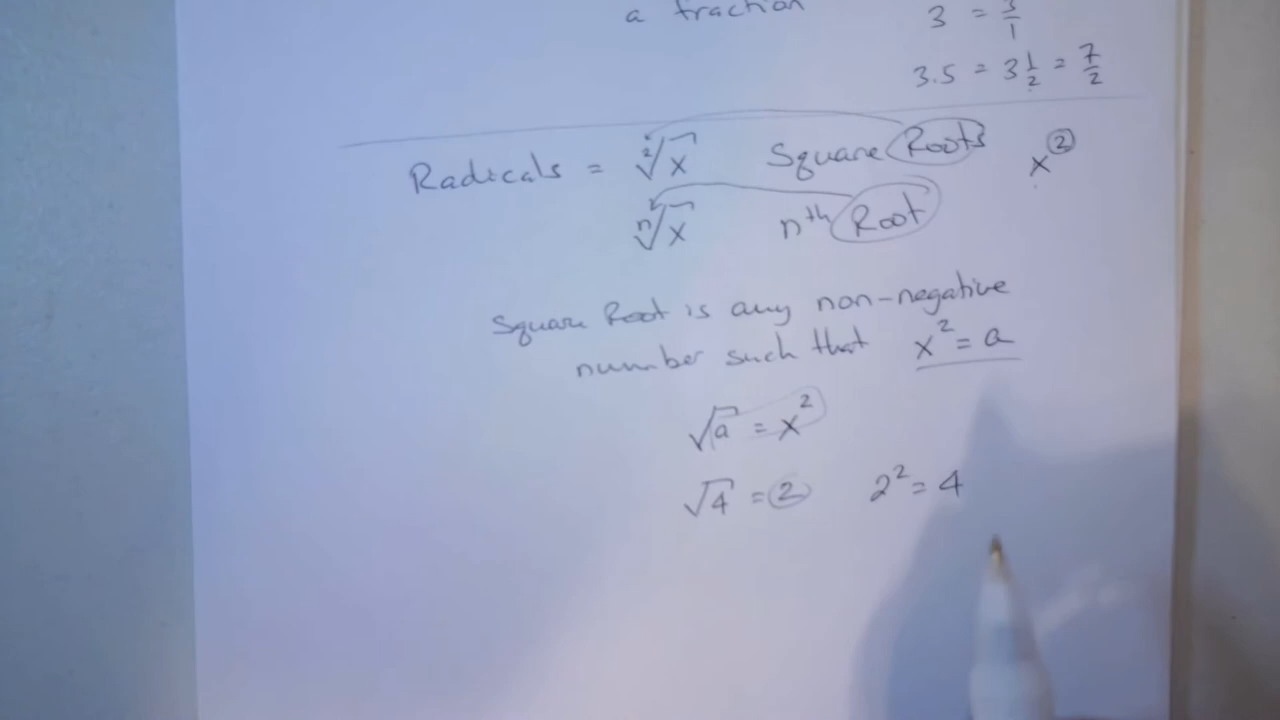 a fraction
3 = 3/1
3.5 = 3 1/2 = 7/2
Radicals = ²√x Square Roots x²
ⁿ√x nth Root
Square Root is any non-negative
number such that x² = a
√a = x²
√4 = 2 2² = 4